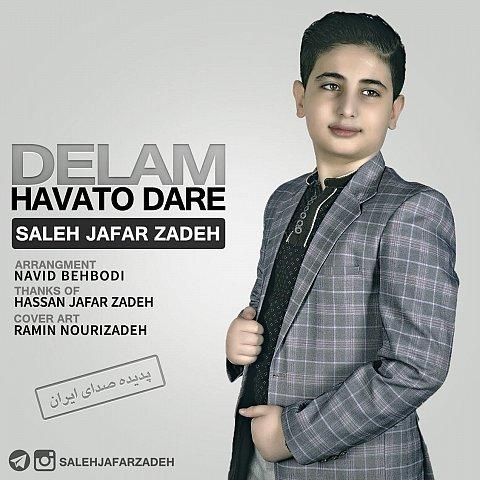 DELAM
HAVATO DARE
SALEH JAFAR ZADEH
ARRANGMENT
NAVID BEHBODI
THANKS OF
HASSAN JAFAR ZADEH
COVER ART
RAMIN NOURIZADEH
پدیده صدای ایران
SALEHJAFARZADEH